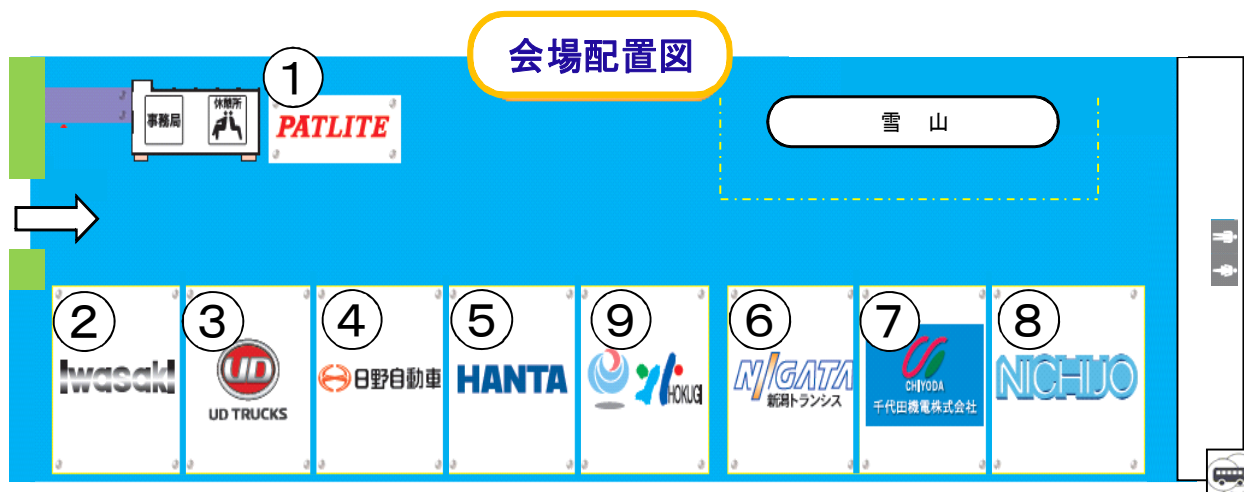 会場配置図
①
事務局
休憩所
PATLITE
雪山
②
Iwasaki
③
UD
UD TRUCKS
④
日野自動車
⑤
HANTA
⑨
HOKUGI
⑥
NIIGATA
新潟トランシス
⑦
CHIYODA
千代田機電株式会社
⑧
NICHIJO